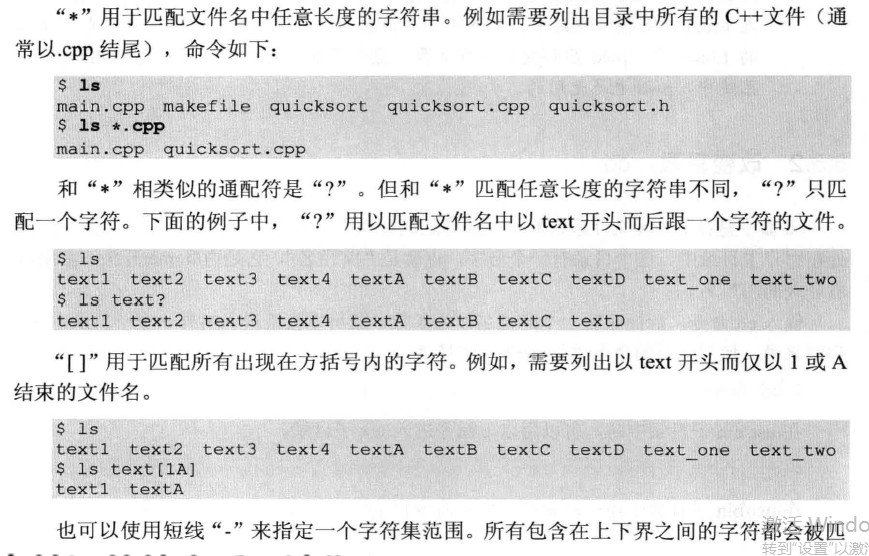 “*”用于匹配文件名中任意长度的字符串。例如需要列出目录中所有的 C++文件（通
常以.cpp 结尾），命令如下：
$ ls
main.cpp makefile quicksort quicksort.cpp quicksort.h
$ ls *.cpp
main.cpp quicksort.cpp
和“*”相类似的通配符是“?”。但和“*”匹配任意长度的字符串不同，“?”只匹
配一个字符。下面的例子中，“?”用以匹配文件名中以 text 开头而后跟一个字符的文件。
$ ls
text1 text2 text3 text4 textA textB textC textD text_one text_two
$ ls text?
text1 text2 text3 text4 textA textB textC textD
“[ ]”用于匹配所有出现在方括号内的字符。例如，需要列出以 text 开头而仅以 1 或 A
结束的文件名。
$ ls
text1 text2 text3 text4 textA textB textC textD text_one text_two
$ ls text[1A]
text1 textA
也可以使用短线“-”来指定一个字符集范围。所有包含在上下界之间的字符都会被匹
激活 Windo
转到"设置"以激